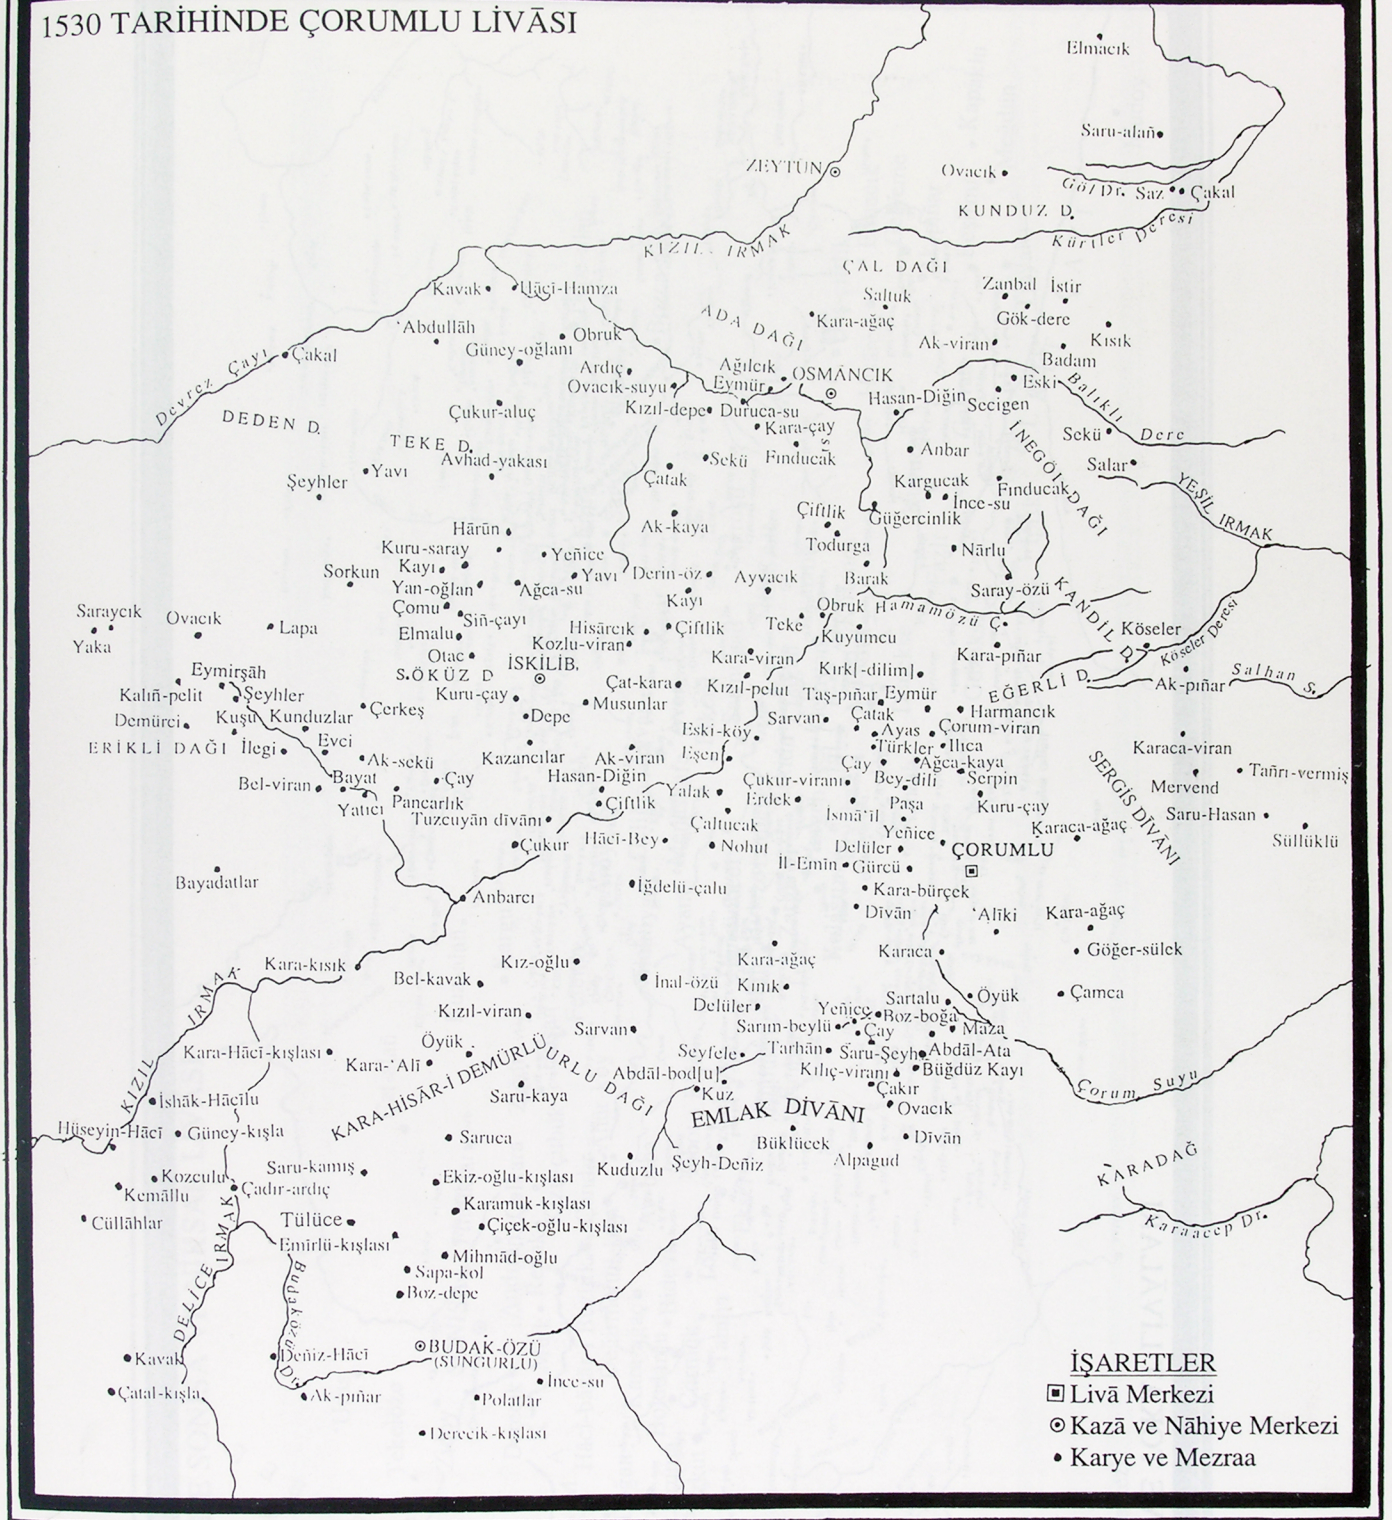 1530 TARİHİNDE ÇORUMLU LİVĀSI
Elmacık
Saru-alañ
ZEYTÜN
Ovacık
Göl Dr.
Saz
Çakal
KUNDUZ D.
Kürtler Deresi
KIZIL IRMAK
ÇAL DAĞI
Kavak
Hācī-Hamza
Saltuk
Zanbal
İstir
ADA DAĞI
Kara-ağaç
Gök-dere
'Abdullāh
Obruk
Ak-viran
Kısık
Devrez Çayı
Çakal
Güney-oğlanı
Badam
Ardıç
Ağılcık
OSMĀNCIK
Ovacık-suyu
Eymür
Eski
Balıklı Dere
Hasan-Diğin
Secigen
DEDEN D.
Çukur-aluç
Kızıl-depe
Duruca-su
Kara-çay
Sekü
TEKE D.
Avhad-yakası
Sekü
Fınducak
Anbar
İNEGÖL DAĞI
Salar
Şeyhler
Yavı
Çatak
Kargucak
Fınducak
YEŞİL IRMAK
Çiftlik
İnce-su
Güğercinlik
Hārūn
Ak-kaya
Todurga
Kuru-saray
Yeñice
Nārlu
Sorkun
Kayı
Yavı
Derin-öz
Ayvacık
Barak
Yan-oğlan
Ağca-su
Saray-özü
KANDİL D.
Çomu
Kayı
Obruk
Hamamözü Ç.
Saraycık
Ovacık
Lapa
Siñ-çayı
Hisārcık
Çiftlik
Teke
Kuyumcu
Köseler
Köseler Deresi
Yaka
Elmalu
Kozlu-viran
Otac
İSKİLİB
Kara-viran
Kara-pıñar
Eymirşāh
S.ÖKÜZ D
Kırk[-dilim]
Salhan S.
Kalıñ-pelit
Şeyhler
Kuru-çay
Çat-kara
Kızıl-pelut
Taş-pıñar
Eymür
EĞERLİ D.
Ak-pıñar
Demürci
Kuşu
Kunduzlar
Çerkeş
Depe
Musunlar
Sarvan
Çatak
Harmancık
Eski-köy
Ayas
Çorum-viran
ERİKLİ DAĞI
İlegi
Evci
Türkler
Ilıca
Karaca-viran
Ak-sekü
Kazancılar
Ak-viran
Eşen
Çay
Ağca-kaya
SERGİS DİVĀNI
Bel-viran
Bayat
Çay
Hasan-Diğin
Yalak
Çukur-viranı
Bey-dili
Serpin
Tañrı-vermiş
Mervend
Yatıcı
Pancarlık
Çiftlik
Erdek
İsmā'īl
Paşa
Kuru-çay
Saru-Hasan
Tuzcuyān dīvānı
Çaltucak
Yeñice
Karaca-ağaç
Süllüklü
Çukur
Hācī-Bey
Nohut
Delüler
ÇORUMLU
İl-Emīn
Gürcü
Bayadatlar
İğdelü-çalu
Kara-bürçek
Anbarcı
Dīvān
'Alīki
Kara-ağaç
Karaca
Göğer-sülek
Kara-kısık
Kız-oğlu
Kara-ağaç
Bel-kavak
İnal-özü
Kınık
KIZIL IRMAK
Delüler
Sartalu
Öyük
Çamca
Kızıl-viran
Yeñice
Boz-boğa
Sarvan
Sarım-beylü
Çay
Maza
Kara-Hācī-kışlası
Öyük
Seyfele
Tarhān
Saru-Şeyh
Abdāl-Ata
Kara-'Alī
URLU DAĞI
Abdāl-bod[u]
Kılıç-viranı
Büğdüz Kayı
KARA-HİSĀR-İ DEMÜRLÜ
Saru-kaya
Kuz
Çakır
Çorum Suyu
İshāk-Hācīlu
EMLAK DİVĀNI
Ovacık
Hüseyin-Hācī
Güney-kışla
Saruca
Büklücek
Dīvān
Saru-kamış
Kuduzlu
Şeyh-Deñiz
Alpagud
KARADAĞ
Kozculu
Ekiz-oğlu-kışlası
Kemāllu
Çadır-ardıç
Karamuk-kışlası
Cüllāhlar
Tülüce
Çiçek-oğlu-kışlası
Karacep Dr.
DELİCE IRMAK
Emīrlü-kışlası
Mihmād-oğlu
Budaközü
Sapa-kol
Boz-depe
Kavak
Deñiz-Hācī
BUDAK-ÖZÜ
(SUNGURLU)
İŞARETLER
Çatal-kışla
Ak-pıñar
İnce-su
Polatlar
Livā Merkezi
Derecik-kışlası
Kazā ve Nāhiye Merkezi
Karye ve Mezraa